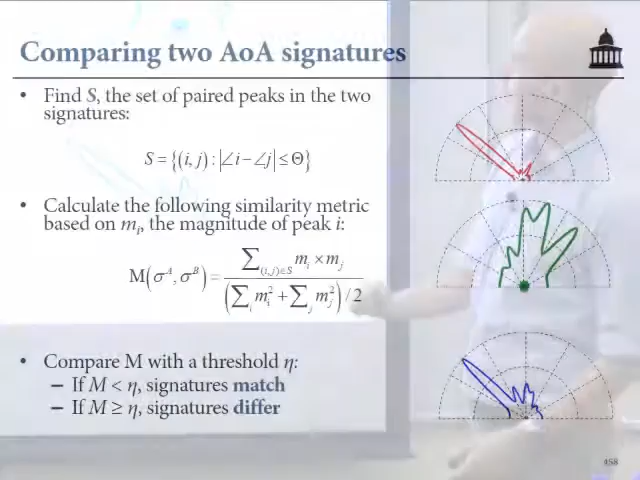 Comparing two AoA signatures
• Find S, the set of paired peaks in the two
signatures:
S = {(i, j) : |∠i − ∠j| ≤ Θ}
• Calculate the following similarity metric
based on mᵢ, the magnitude of peak i:
M(σᴬ, σᴮ) = ∑₍ᵢ,ⱼ₎∈S mᵢ × mⱼ / (∑ᵢ mᵢ² + ∑ⱼ mⱼ²) / 2
• Compare M with a threshold η:
– If M < η, signatures match
– If M ≥ η, signatures differ
458